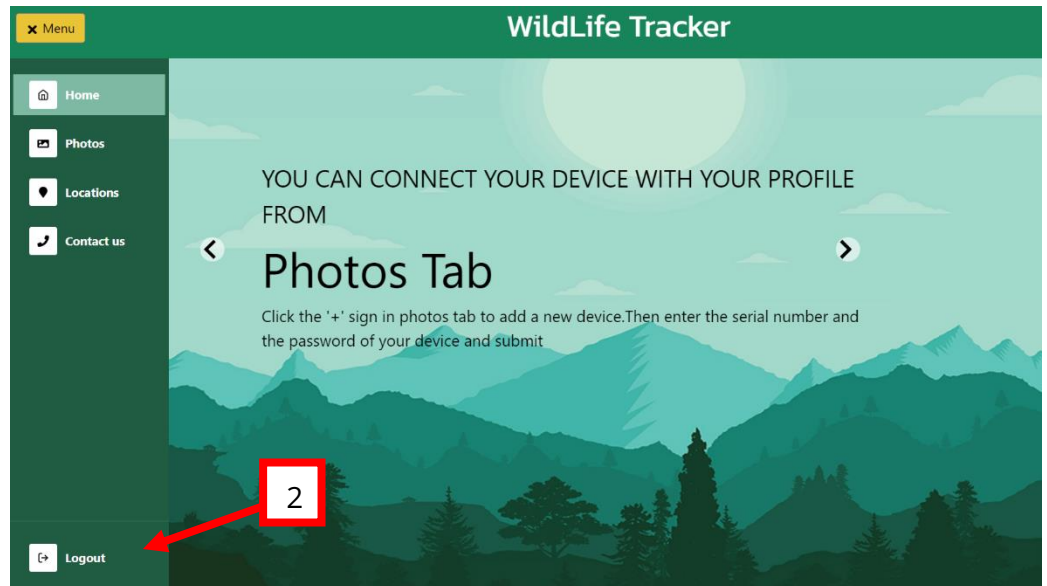 Menu
WildLife Tracker
Home
Photos
Locations
Contact us
YOU CAN CONNECT YOUR DEVICE WITH YOUR PROFILE
FROM
Photos Tab
Click the '+' sign in photos tab to add a new device.Then enter the serial number and
the password of your device and submit
2
Logout